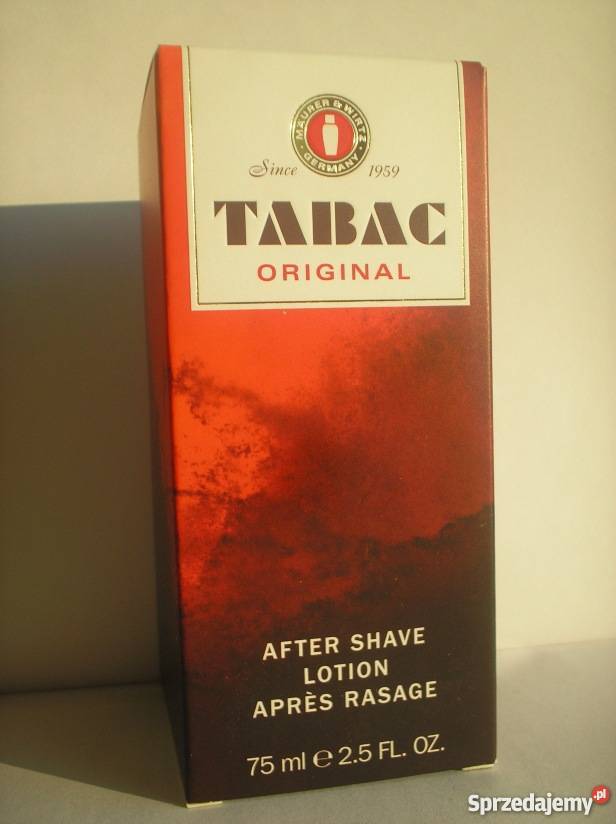 MÄURER & WIRTZ
GERMANY
Since 1959
TABAC
ORIGINAL
AFTER SHAVE
LOTION
APRÈS RASAGE
75 ml ℮ 2.5 FL. OZ.
Sprzedajemy.pl